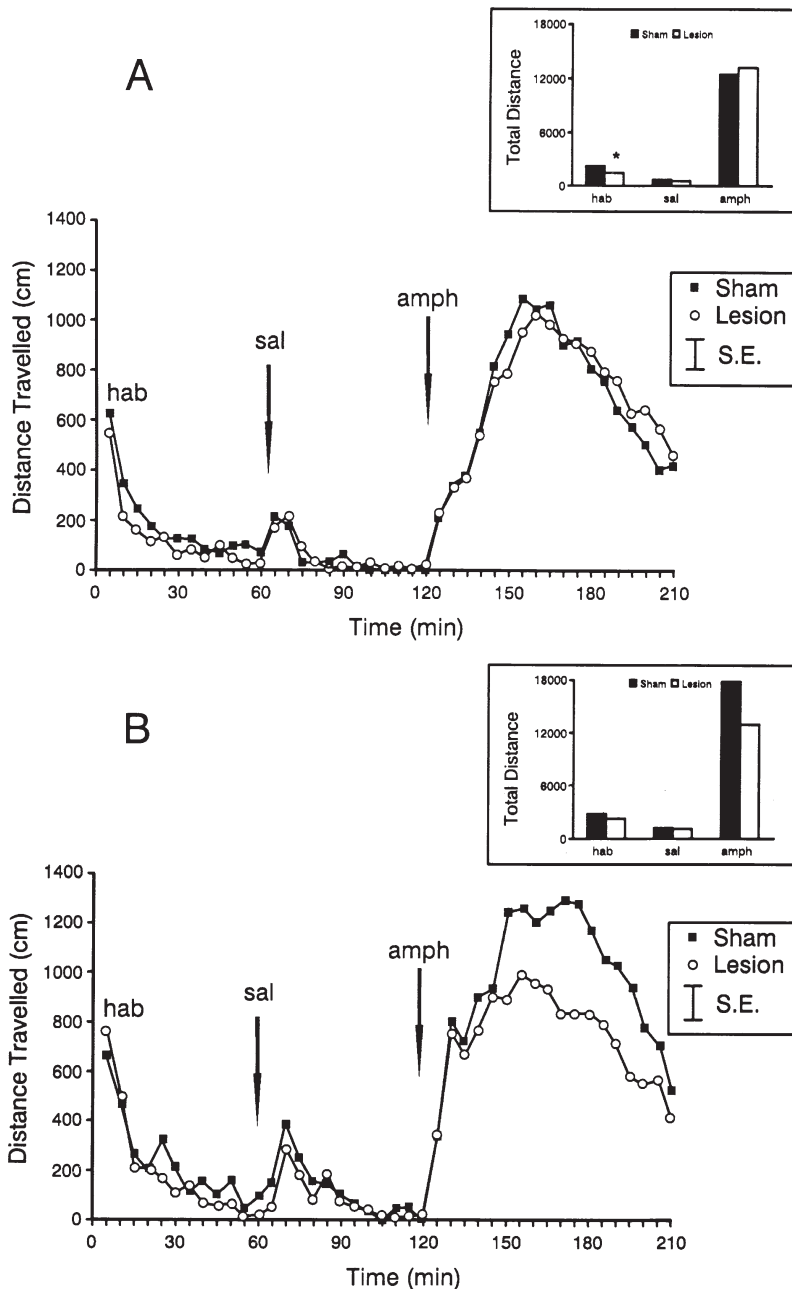 A
18000
Sham Lesion
12000
Total Distance
6000
*
0
hab sal amph
1400
1200
1000
800
600
400
200
0
Distance Travelled (cm)
hab
sal
amph
Sham
Lesion
S.E.
0 30 60 90 120 150 180 210
Time (min)
B
18000
Sham Lesion
12000
Total Distance
6000
0
hab sal amph
1400
1200
1000
800
600
400
200
0
Distance Travelled (cm)
hab
sal
amph
Sham
Lesion
S.E.
0 30 60 90 120 150 180 210
Time (min)